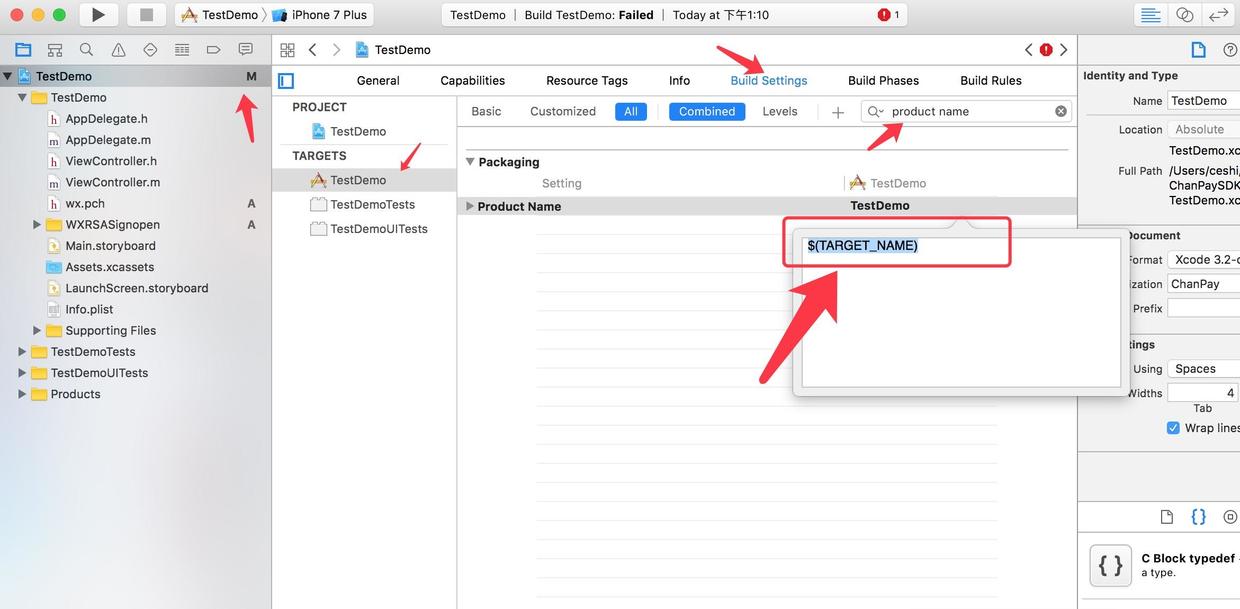 TestDemo 〉 iPhone 7 Plus
TestDemo | Build TestDemo: Failed | Today at 下午1:10
1
TestDemo
TestDemo M
TestDemo
AppDelegate.h
AppDelegate.m
ViewController.h
ViewController.m
wx.pch A
WXRSASignopen A
Main.storyboard
Assets.xcassets
LaunchScreen.storyboard
Info.plist
Supporting Files
TestDemoTests
TestDemoUITests
Products
General Capabilities Resource Tags Info Build Settings Build Phases Build Rules
PROJECT
TestDemo
TARGETS
TestDemo
TestDemoTests
TestDemoUITests
Basic Customized All Combined Levels + product name
Packaging
Setting TestDemo
Product Name TestDemo
$(TARGET_NAME)
Identity and Type
Name TestDemo
Location Absolute
TestDemo.xc
Full Path /Users/ceshi/
ChanPaySDK
TestDemo.xc
Document
Format Xcode 3.2-c
ization ChanPay
Prefix
tings
Using Spaces
Widths 4
Tab
Wrap lines
{ }
{ } C Block typedef -
a type.